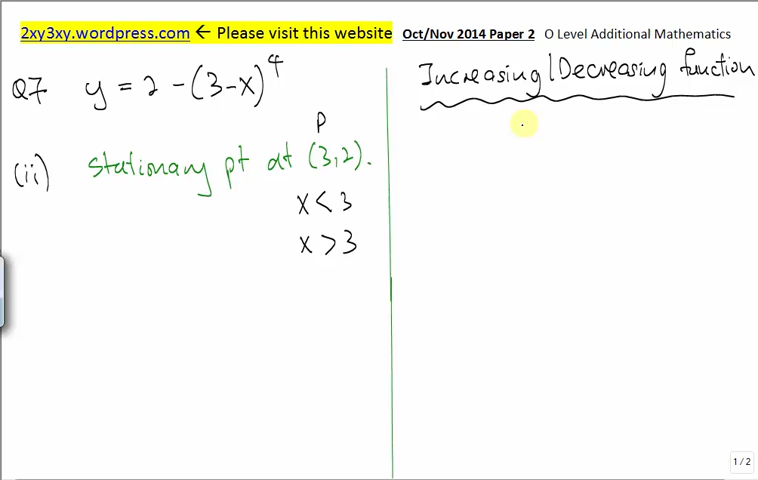 2xy3xy.wordpress.com ← Please visit this website Oct/Nov 2014 Paper 2 O Level Additional Mathematics
Q7 y = 2 - (3-x)⁴
Increasing | Decreasing function
P
(ii) Stationary pt at (3,2).
x < 3
x > 3
1 / 2